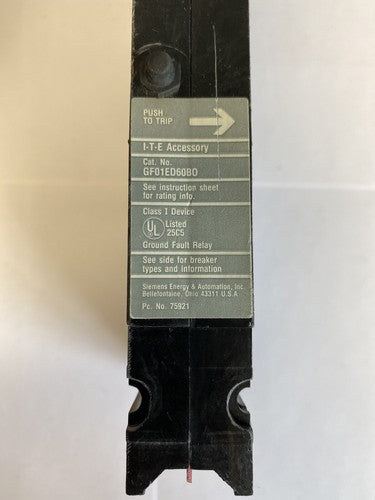 PUSH
TO TRIP
I-T-E Accessory
Cat. No.
GF01ED60BO
See instruction sheet
for rating info.
Class I Device
UL Listed
25C5
Ground Fault Relay
See side for breaker
types and information
Siemens Energy & Automation, Inc.
Bellefontaine, Ohio 43311 U.S.A
Pc. No. 75921